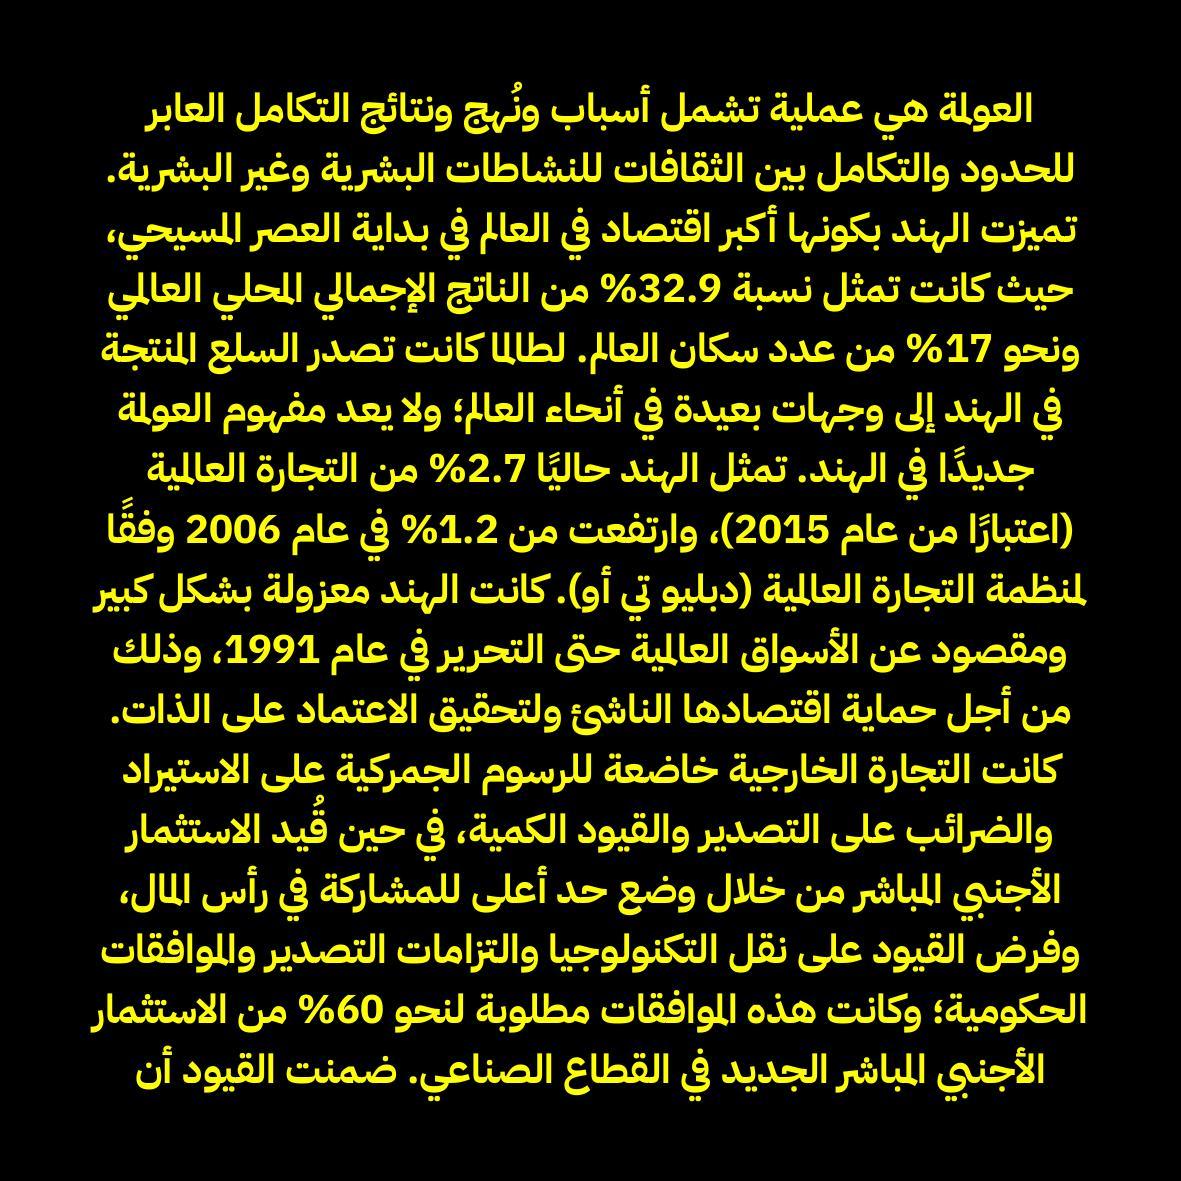 العولمة هي عملية تشمل أسباب ونُهج ونتائج التكامل العابر
للحدود والتكامل بين الثقافات للنشاطات البشرية وغير البشرية.
تميزت الهند بكونها أكبر اقتصاد في العالم في بداية العصر المسيحي،
حيث كانت تمثل نسبة 32.9% من الناتج الإجمالي المحلي العالمي
ونحو 17% من عدد سكان العالم. لطالما كانت تصدر السلع المنتجة
في الهند إلى وجهات بعيدة في أنحاء العالم؛ ولا يعد مفهوم العولمة
جديدًا في الهند. تمثل الهند حاليًا 2.7% من التجارة العالمية
(اعتبارًا من عام 2015)، وارتفعت من 1.2% في عام 2006 وفقًا
لمنظمة التجارة العالمية (دبليو تي أو). كانت الهند معزولة بشكل كبير
ومقصود عن الأسواق العالمية حتى التحرير في عام 1991، وذلك
من أجل حماية اقتصادها الناشئ ولتحقيق الاعتماد على الذات.
كانت التجارة الخارجية خاضعة للرسوم الجمركية على الاستيراد
والضرائب على التصدير والقيود الكمية، في حين قُيد الاستثمار
الأجنبي المباشر من خلال وضع حد أعلى للمشاركة في رأس المال،
وفرض القيود على نقل التكنولوجيا والتزامات التصدير والموافقات
الحكومية؛ وكانت هذه الموافقات مطلوبة لنحو 60% من الاستثمار
الأجنبي المباشر الجديد في القطاع الصناعي. ضمنت القيود أن